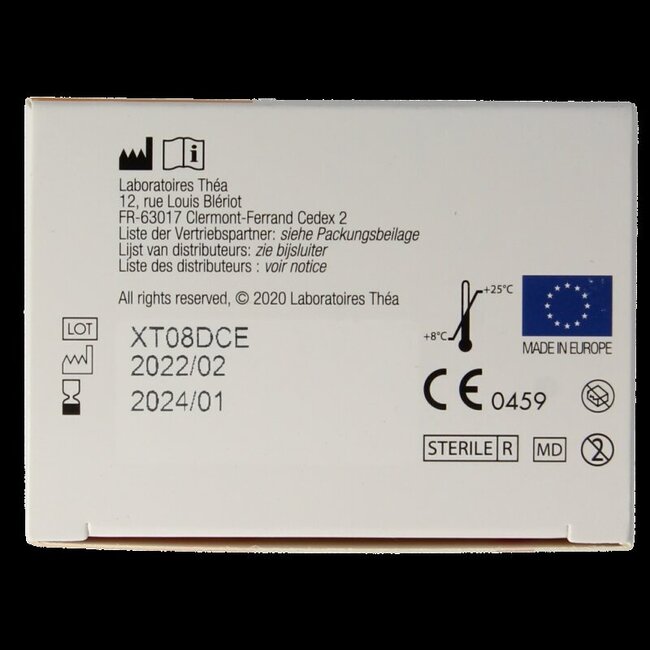 Laboratoires Théa
12, rue Louis Blériot
FR-63017 Clermont-Ferrand Cedex 2
Liste der Vertriebspartner: siehe Packungsbeilage
Lijst van distributeurs: zie bijsluiter
Liste des distributeurs : voir notice
All rights reserved, © 2020 Laboratoires Théa
LOT XT08DCE
2022/02
2024/01
+25°C
+8°C
MADE IN EUROPE
CE 0459
STERILE R MD 2